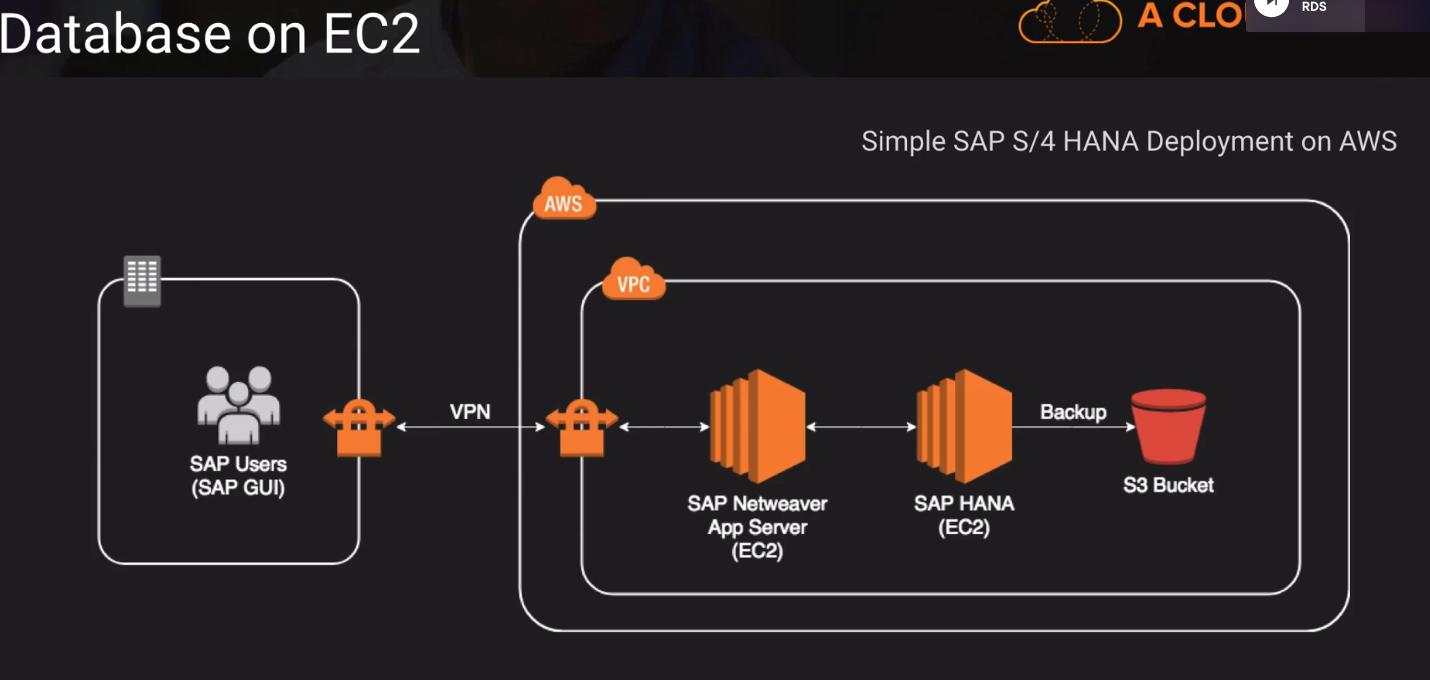 Database on EC2
A CLO
RDS
Simple SAP S/4 HANA Deployment on AWS
AWS
VPC
VPN
Backup
SAP Users
(SAP GUI)
SAP Netweaver
App Server
(EC2)
SAP HANA
(EC2)
S3 Bucket